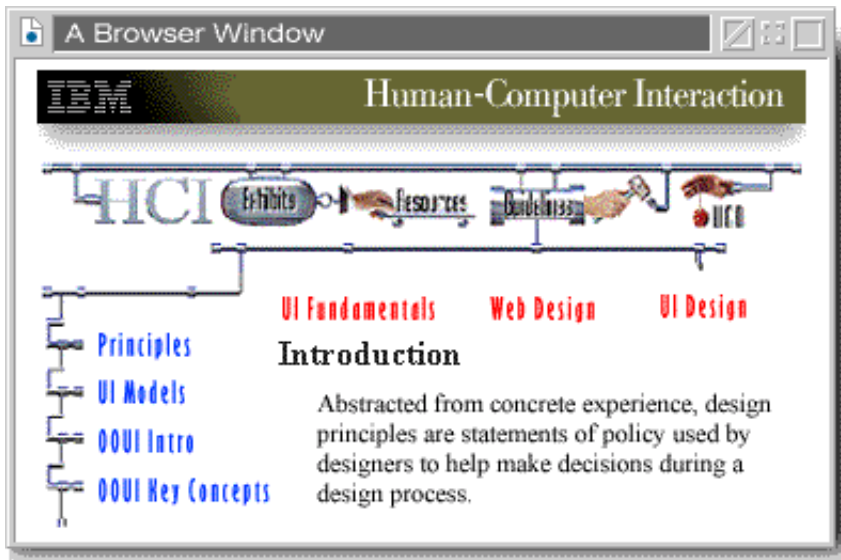 A Browser Window
IBM Human-Computer Interaction
HCI Exhibits Resources Guidelines UCD
UI Fundamentals Web Design UI Design
Introduction
Principles
UI Models
OOUI Intro
OOUI Key Concepts
Abstracted from concrete experience, design
principles are statements of policy used by
designers to help make decisions during a
design process.